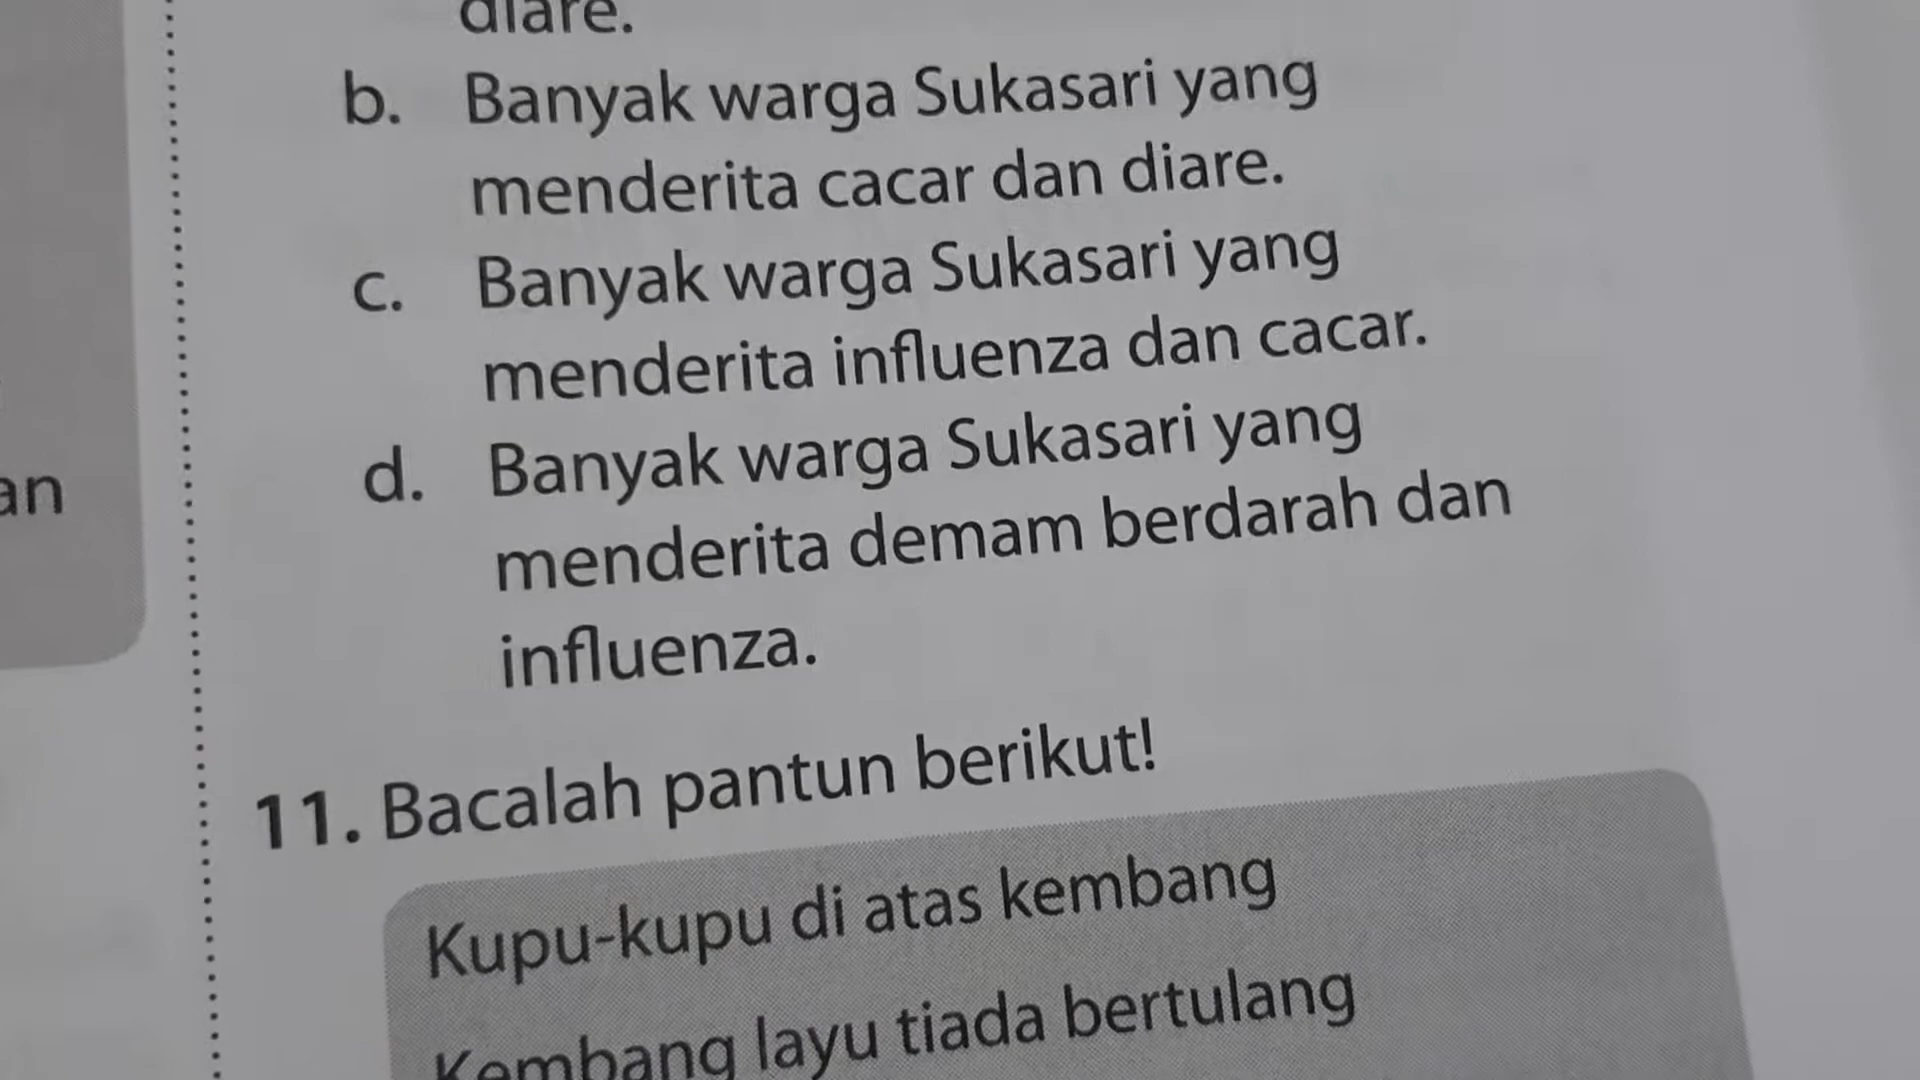 diare.
b. Banyak warga Sukasari yang
menderita cacar dan diare.
c. Banyak warga Sukasari yang
menderita influenza dan cacar.
d. Banyak warga Sukasari yang
menderita demam berdarah dan
influenza.
an
11. Bacalah pantun berikut!
Kupu-kupu di atas kembang
Kembang layu tiada bertulang